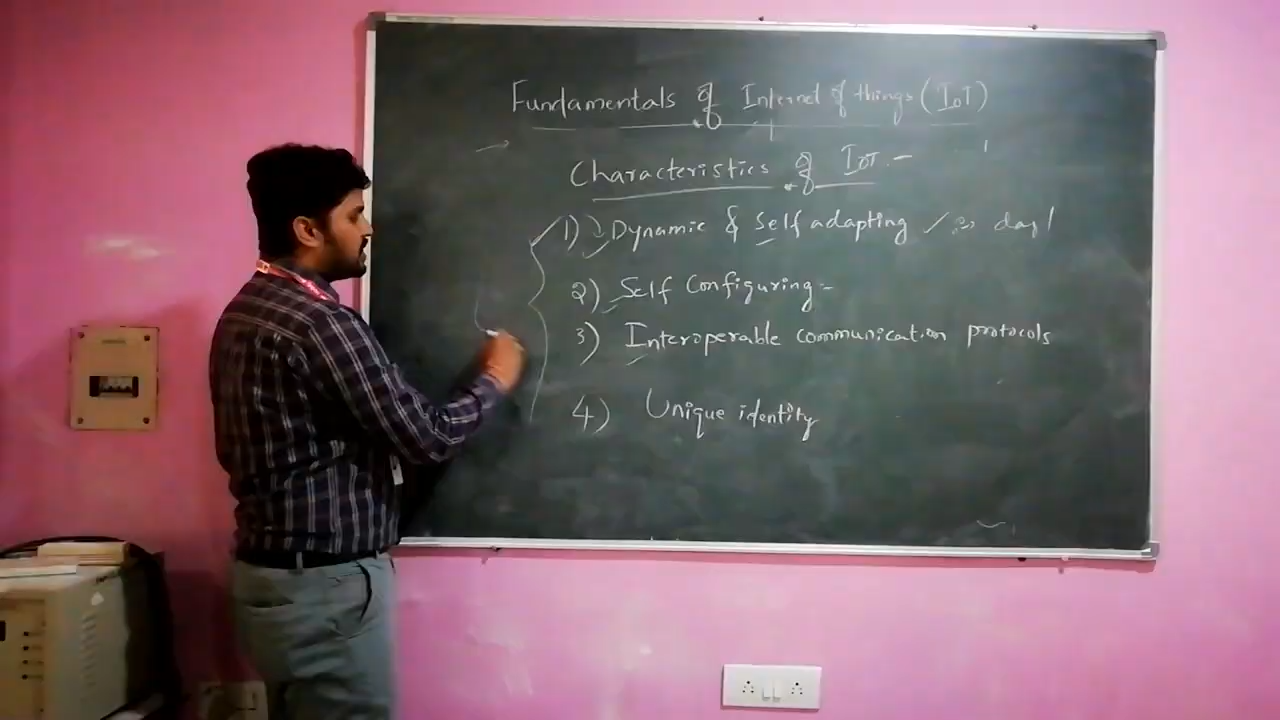 Fundamentals of Internet of things (IoT)
Characteristics of IoT :-
1) Dynamic & Self adapting
2) Self Configuring :-
3) Interoperable communication protocols
4) Unique identity